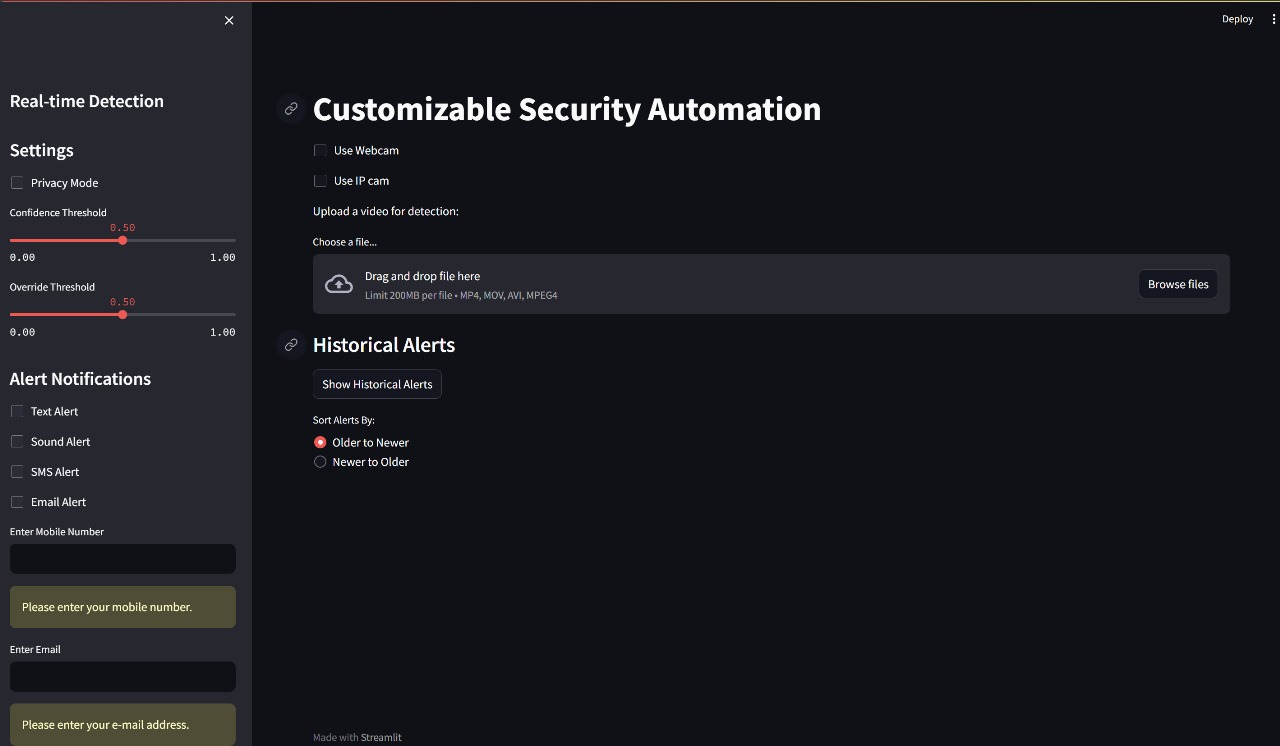 Deploy
Real-time Detection
Settings
Privacy Mode
Confidence Threshold
0.50
0.00 1.00
Override Threshold
0.50
0.00 1.00
Alert Notifications
Text Alert
Sound Alert
SMS Alert
Email Alert
Enter Mobile Number
Please enter your mobile number.
Enter Email
Please enter your e-mail address.
Customizable Security Automation
Use Webcam
Use IP cam
Upload a video for detection:
Choose a file...
Drag and drop file here
Limit 200MB per file • MP4, MOV, AVI, MPEG4
Browse files
Historical Alerts
Show Historical Alerts
Sort Alerts By:
Older to Newer
Newer to Older
Made with Streamlit